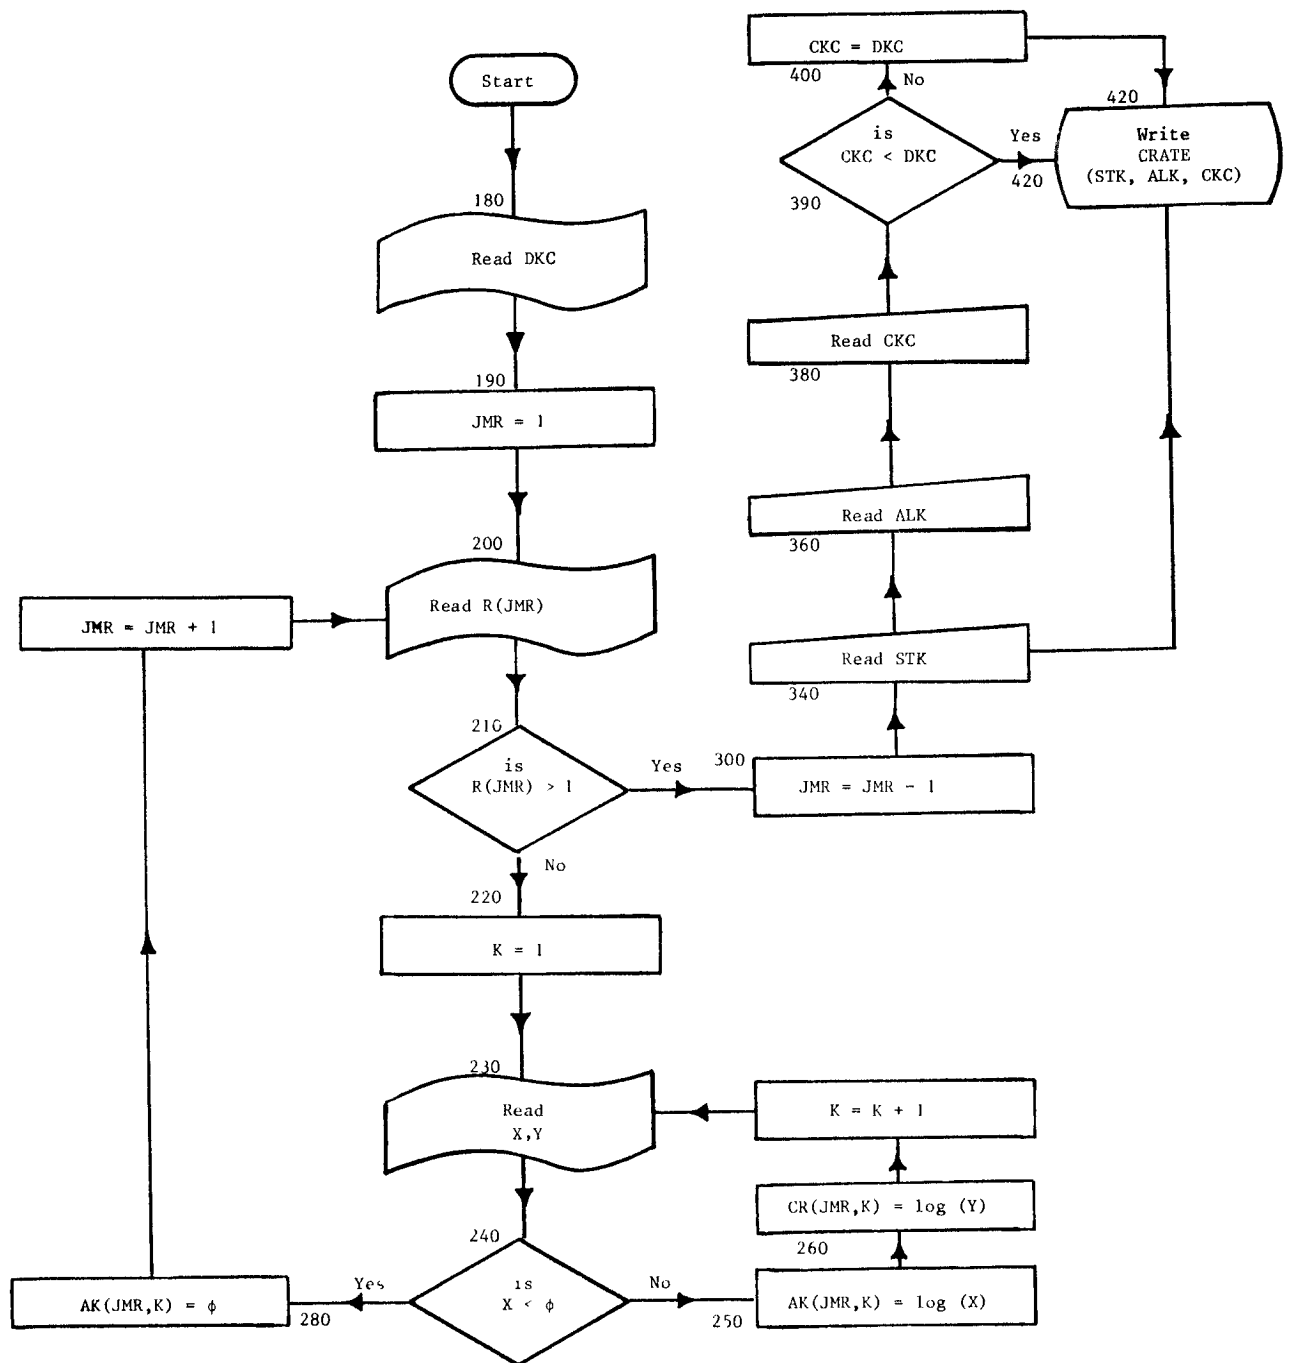 Start
180
Read DKC
190
JMR = 1
200
Read R(JMR)
JMR = JMR + 1
210
is
R(JMR) > 1
Yes
No
220
K = 1
230
Read
X,Y
240
is
X < ϕ
Yes
280
AK(JMR,K) = ϕ
No
250
AK(JMR,K) = log (X)
260
CR(JMR,K) = log (Y)
K = K + 1
300
JMR = JMR - 1
340
Read STK
360
Read ALK
380
Read CKC
390
is
CKC < DKC
No
400
CKC = DKC
Yes
420
420
Write
CRATE
(STK, ALK, CKC)